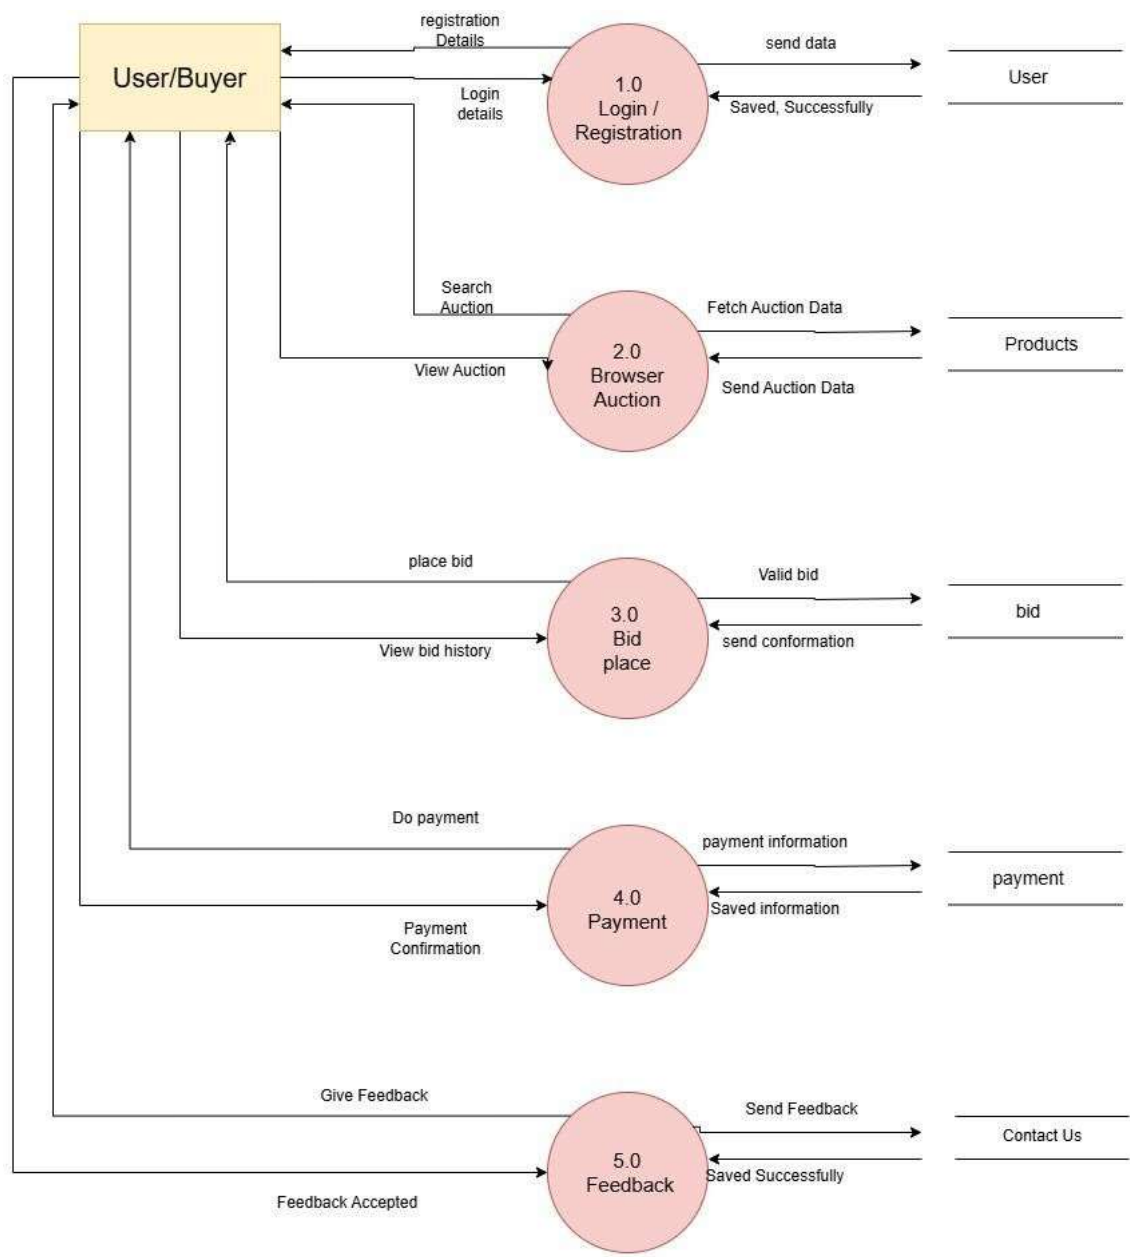 registration
Details
User/Buyer
Login
details
1.0
Login /
Registration
send data
Saved, Successfully
User
Search
Auction
View Auction
2.0
Browser
Auction
Fetch Auction Data
Send Auction Data
Products
place bid
View bid history
3.0
Bid
place
Valid bid
send conformation
bid
Do payment
Payment
Confirmation
4.0
Payment
payment information
Saved information
payment
Give Feedback
Feedback Accepted
5.0
Feedback
Send Feedback
Saved Successfully
Contact Us